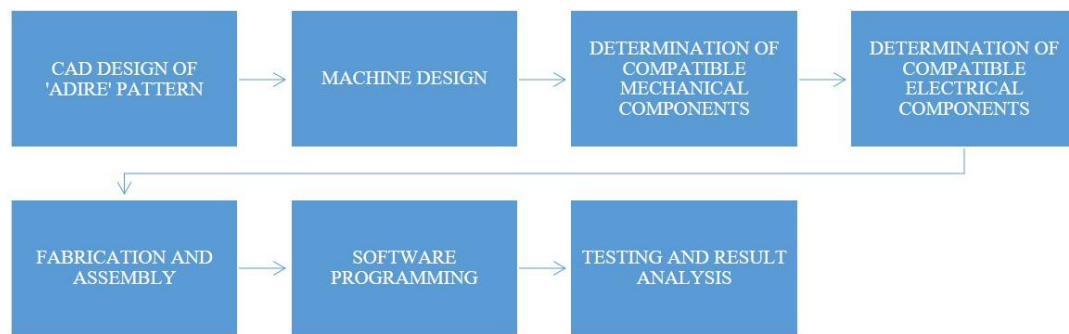 CAD DESIGN OF
'ADIRE' PATTERN
MACHINE DESIGN
DETERMINATION OF
COMPATIBLE
MECHANICAL
COMPONENTS
DETERMINATION OF
COMPATIBLE
ELECTRICAL
COMPONENTS
FABRICATION AND
ASSEMBLY
SOFTWARE
PROGRAMMING
TESTING AND RESULT
ANALYSIS